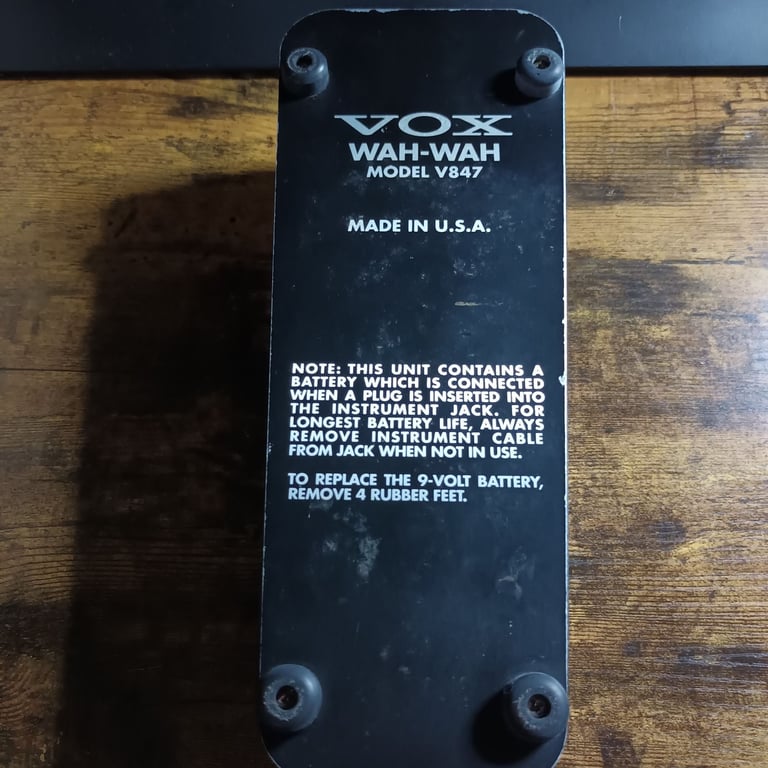 VOX
WAH-WAH
MODEL V847
MADE IN U.S.A.
NOTE: THIS UNIT CONTAINS A
BATTERY WHICH IS CONNECTED
WHEN A PLUG IS INSERTED INTO
THE INSTRUMENT JACK. FOR
LONGEST BATTERY LIFE, ALWAYS
REMOVE INSTRUMENT CABLE
FROM JACK WHEN NOT IN USE.
TO REPLACE THE 9-VOLT BATTERY,
REMOVE 4 RUBBER FEET.